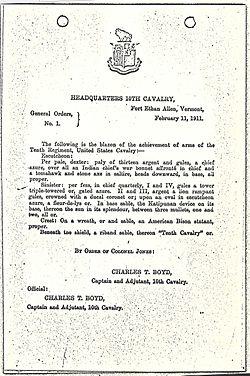 HEADQUARTERS 10TH CAVALRY,
Fort Ethan Allen, Vermont,
General Orders,
February 11, 1911.
No. 1.
The following is the blazon of the achievement of arms of the
Tenth Regiment, United States Cavalry:—
Escutcheon:
Per pale, dexter: paly of thirteen argent and gules, a chief
azure, over all an Indian chief's war bonnet affronté in chief and
a tomahawk and stone axe in saltire, heads downward, in base, all
proper.
Sinister: per fess, in chief quarterly, I and IV, gules a tower
triple-towered or, gated azure. II and III, argent a lion rampant
gules, crowned with a ducal coronet or; upon an oval in escutcheon
azure, a fleur-de-lys or. In base sable, the Katipunan device on its
base, thereon the sun in its splendour, between three mullets, one and
two, all or.
Crest: On a wreath, or and sable, an American Bison statant,
proper.
Beneath the shield, a riband sable, thereon "Tenth Cavalry" or.
BY ORDER OF COLONEL JONES:
CHARLES T. BOYD,
Captain and Adjutant, 10th Cavalry.
Official:
CHARLES T. BOYD,
Captain and Adjutant, 10th Cavalry.